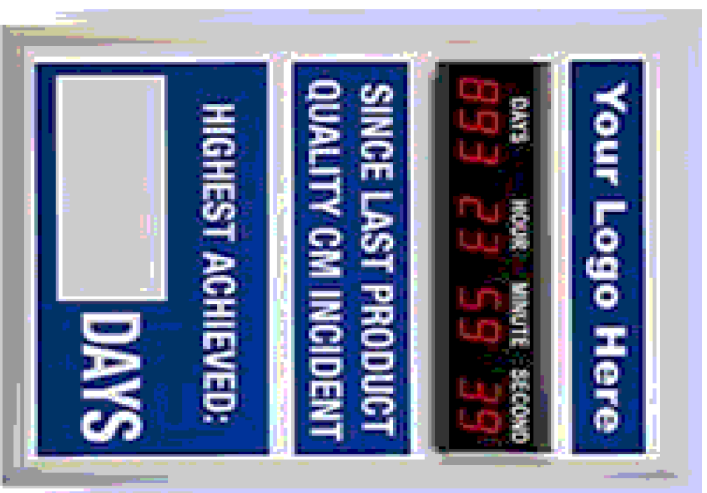 Your Logo Here
DAYS HOUR MINUTE SECOND
893 23 59 39
SINCE LAST PRODUCT
QUALITY CM INCIDENT
HIGHEST ACHIEVED:
DAYS